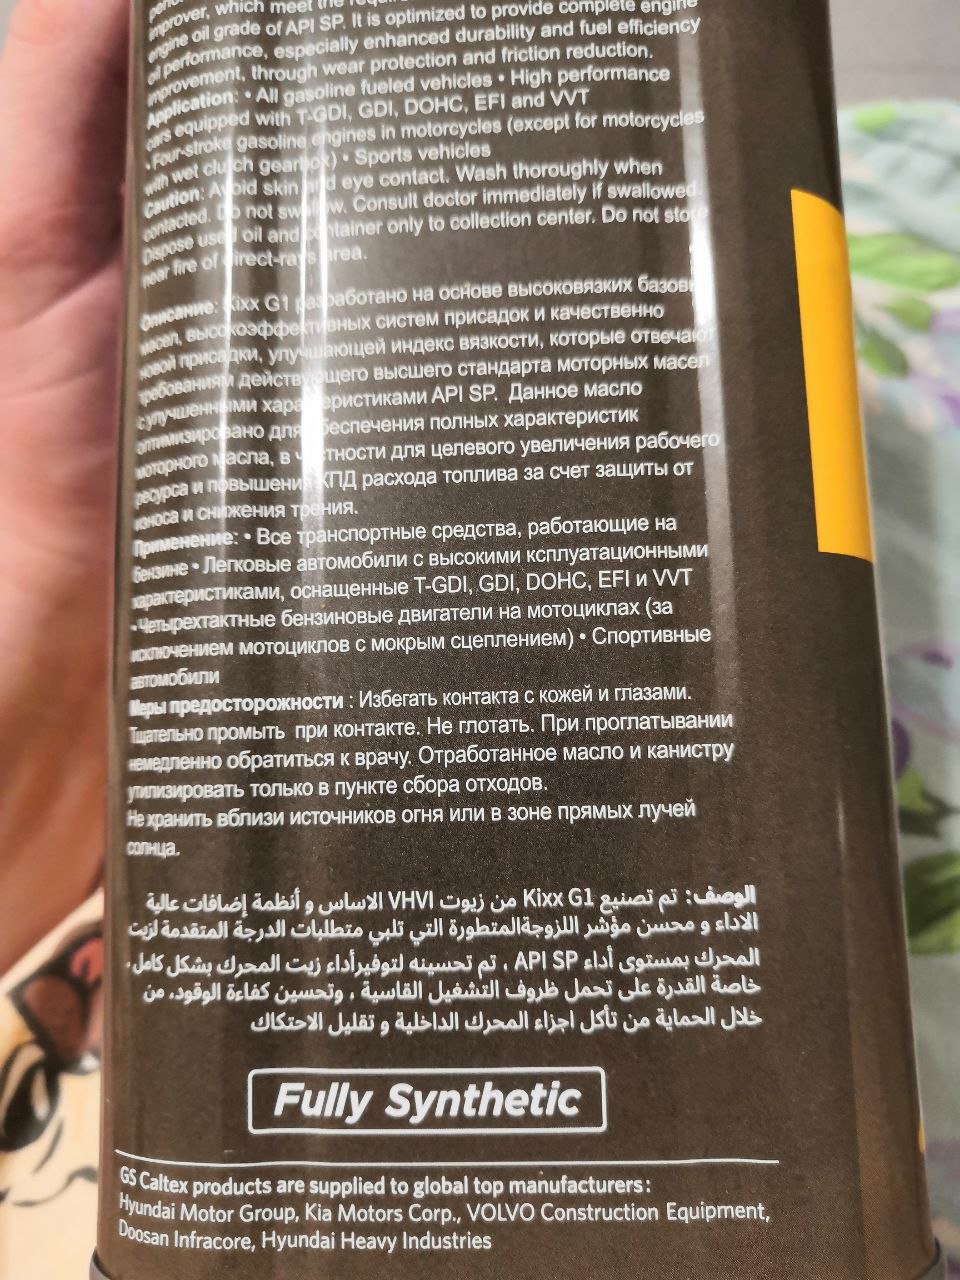 improver, which meet the
engine oil grade of API SP. It is optimized to provide complete engine
oil performance, especially enhanced durability and fuel efficiency
improvement, through wear protection and friction reduction.
Application: • All gasoline fueled vehicles • High performance
cars equipped with T-GDI, GDI, DOHC, EFI and VVT
• Four-stroke gasoline engines in motorcycles (except for motorcycles
with wet clutch gearbox) • Sports vehicles
Caution: Avoid skin and eye contact. Wash thoroughly when
contacted. Do not swallow. Consult doctor immediately if swallowed.
Dispose used oil and container only to collection center. Do not store
near fire of direct-rays area.
Описание: Kixx G1 разработано на основе высоковязких базовы
масел, высокоэффективных систем присадок и качественно
новой присадки, улучшающей индекс вязкости, которые отвечают
требованиям действующего высшего стандарта моторных масел
с улучшенными характеристиками API SP. Данное масло
оптимизировано для обеспечения полных характеристик
моторного масла, в частности для целевого увеличения рабочего
ресурса и повышения КПД расхода топлива за счет защиты от
износа и снижения трения.
Применение: • Все транспортные средства, работающие на
бензине • Легковые автомобили с высокими ксплуатационными
характеристиками, оснащенные T-GDI, GDI, DOHC, EFI и VVT
• Четырехтактные бензиновые двигатели на мотоциклах (за
исключением мотоциклов с мокрым сцеплением) • Спортивные
автомобили
Меры предосторожности : Избегать контакта с кожей и глазами.
Тщательно промыть при контакте. Не глотать. При проглатывании
немедленно обратиться к врачу. Отработанное масло и канистру
утилизировать только в пункте сбора отходов.
Не хранить вблизи источников огня или в зоне прямых лучей
солнца.
الوصف: تم تصنيع Kixx G1 من زيوت VHVI الاساس و أنظمة إضافات عالية
الاداء و محسن مؤشر اللزوجةالمتطورة التي تلبي متطلبات الدرجة المتقدمة لزيت
المحرك بمستوى أداء API SP ، تم تحسينه لتوفيرأداء زيت المحرك بشكل كامل،
خاصة القدرة على تحمل ظروف التشغيل القاسية ، وتحسين كفاءة الوقود، من
خلال الحماية من تأكل اجزاء المحرك الداخلية و تقليل الاحتكاك
Fully Synthetic
GS Caltex products are supplied to global top manufacturers:
Hyundai Motor Group, Kia Motors Corp., VOLVO Construction Equipment,
Doosan Infracore, Hyundai Heavy Industries